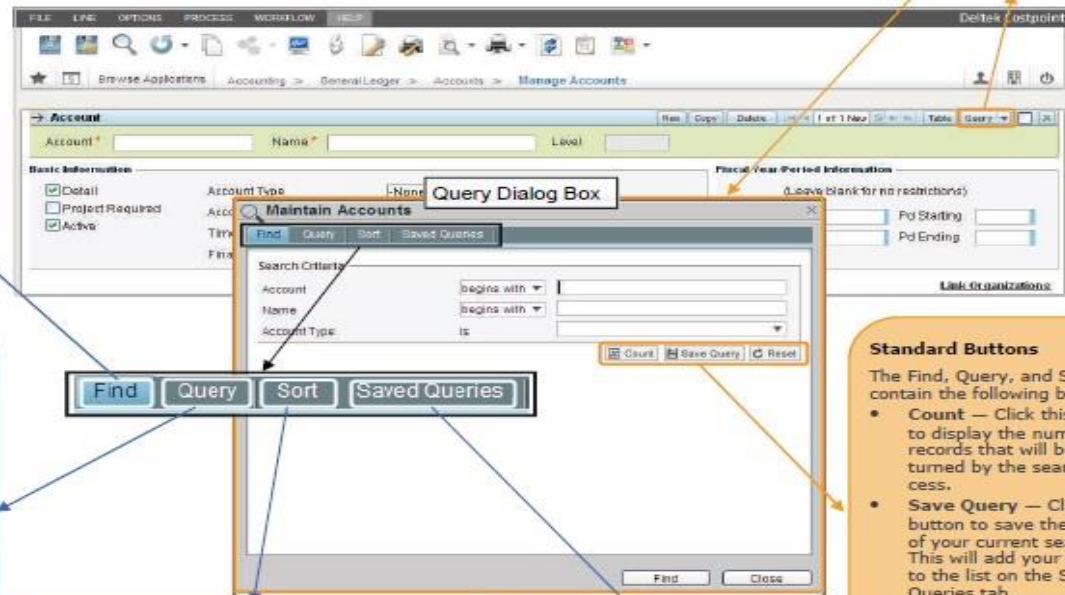 FILE LINE OPTIONS PROCESS WORKFLOW HELP
Deltek Costpoint
Browse Applications Accounting > General Ledger > Accounts > Manage Accounts
Account
New Copy Delete 1 of 1 New Table Query
Account * Name * Level
Basic Information
Fiscal Year/Period Information
Detail
Account Type
-None
(Leave blank for no restrictions)
Project Required
Acco
Pd Starting
Active
Tim
Pd Ending
Fina
Link Organizations
Query Dialog Box
Maintain Accounts
Find Query Sort Saved Queries
Search Criteria
Account begins with
Name begins with
Account Type is
Count Save Query Reset
Find Query Sort Saved Queries
Find Close
Standard Buttons
The Find, Query, and S
contain the following b
• Count — Click this
to display the num
records that will b
turned by the sear
cess.
• Save Query — Cl
button to save the
of your current sea
This will add your
to the list on the S
Queries tab